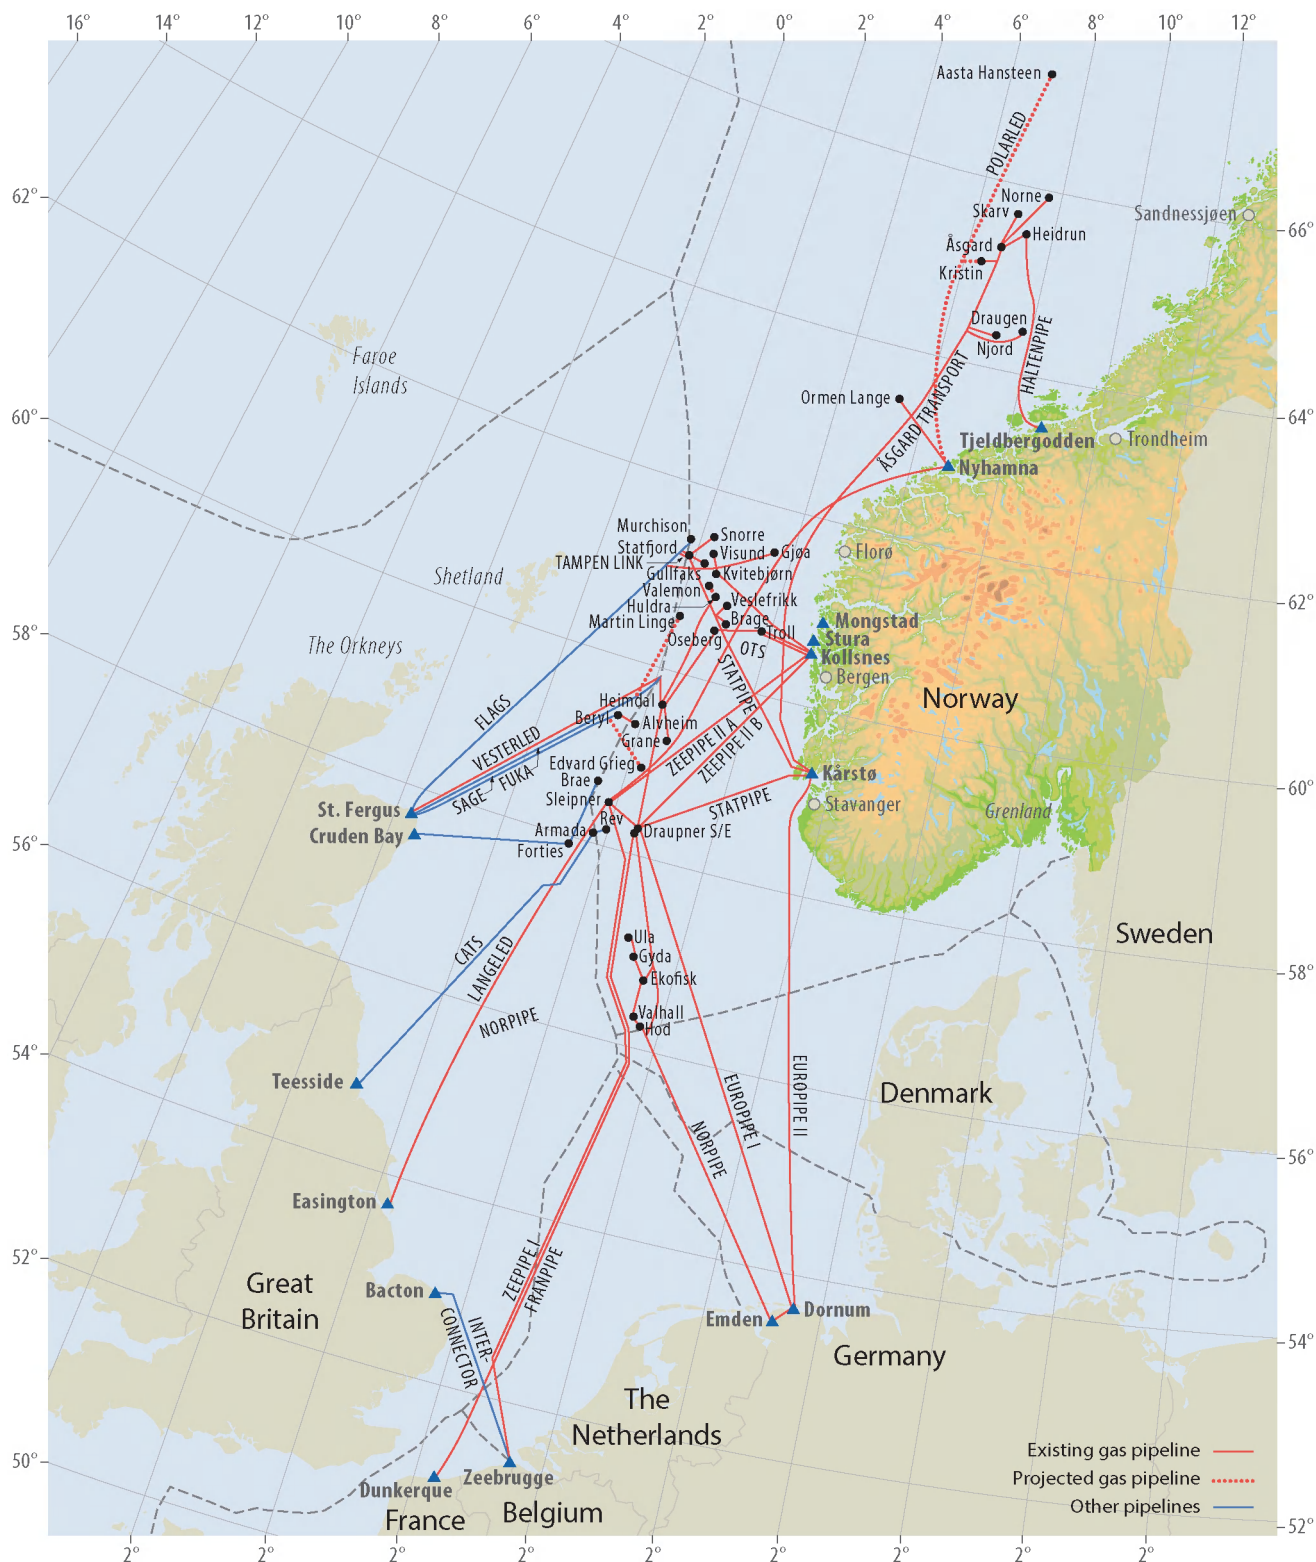 16°
14°
12°
10°
8°
6°
4°
2°
0°
4°
6°
8°
10°
12°
Aasta Hansteen
POLARLED
62°
Norne
Skarv
Sandnessjøen
66°
Åsgard
Heidrun
Kristin
Draugen
Njord
HALTENPIPE
Faroe
Islands
ÅSGARD TRANSPORT
Ormen Lange
60°
64°
Tjeldbergodden
Trondheim
Nyhamna
Murchison
Snorre
Statfjord
Visund
Gjøa
Florø
TAMPEN LINK
Gullfaks
Kvitebjørn
Shetland
Valemon
Huldra
Veslefrikk
62°
Martin Linge
Brage
Mongstad
58°
Oseberg
Troll
Stura
The Orkneys
OTS
Kollsnes
STATPIPE
Bergen
Norway
FLAGS
Heimdal
Beryl
Alvheim
VESTERLED
Grane
ZEEPIPE II A
ZEEPIPE II B
SAGE
FUKA
Edvard Grieg
Brae
Kårstø
60°
Sleipner
STATPIPE
Stavanger
Grenland
St. Fergus
Rev
Cruden Bay
Armada
Draupner S/E
56°
Forties
Sweden
Ula
CATS
LANGELED
Gyda
Ekofisk
58°
NORPIPE
Valhall
Hod
54°
Teesside
EUROPIPE II
Denmark
EUROPIPE I
NORPIPE
56°
Easington
52°
ZEEPIPE I
FRANPIPE
Great
Britain
Bacton
INTER-
CONNECTOR
Emden
Dornum
54°
Germany
The
Netherlands
50°
Existing gas pipeline
Zeebrugge
Projected gas pipeline
Dunkerque
Other pipelines
France
Belgium
52°
2°
2°
2°
2°
2°
0°
2°
2°
2°